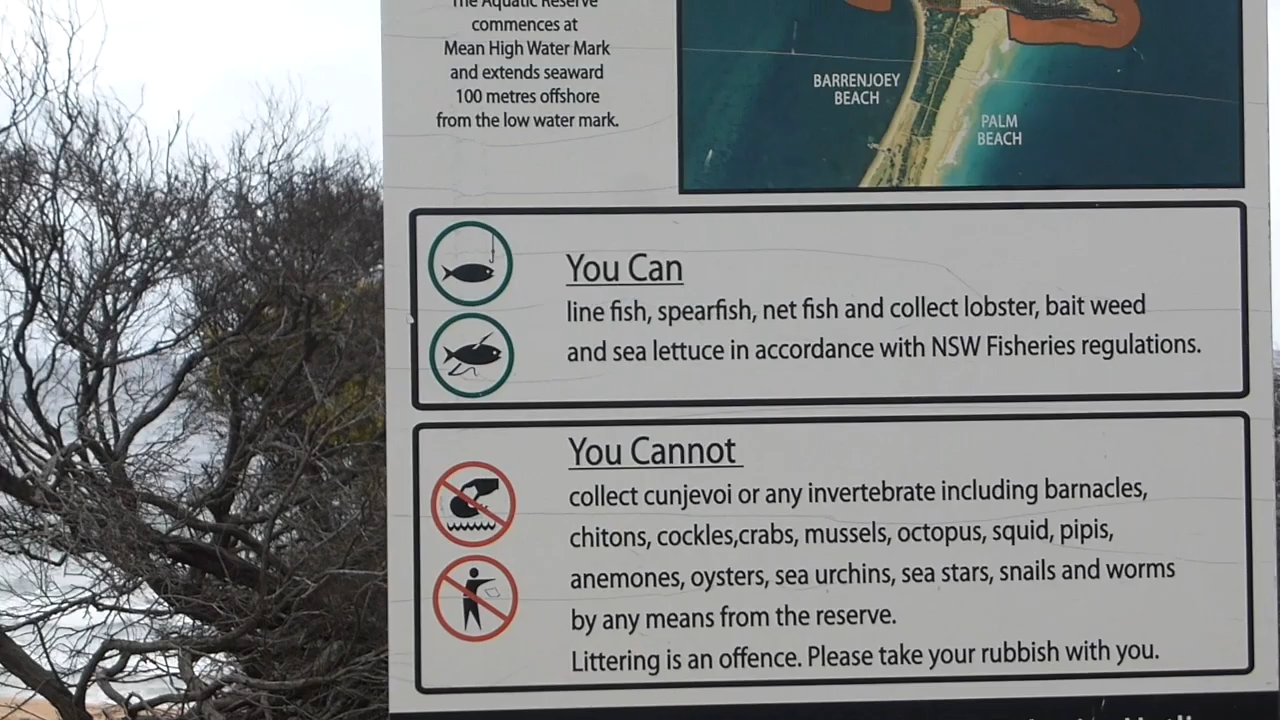 The Aquatic Reserve
commences at
Mean High Water Mark
and extends seaward
100 metres offshore
from the low water mark.
BARRENJOEY
BEACH
PALM
BEACH
You Can
line fish, spearfish, net fish and collect lobster, bait weed
and sea lettuce in accordance with NSW Fisheries regulations.
You Cannot
collect cunjevoi or any invertebrate including barnacles,
chitons, cockles,crabs, mussels, octopus, squid, pipis,
anemones, oysters, sea urchins, sea stars, snails and worms
by any means from the reserve.
Littering is an offence. Please take your rubbish with you.